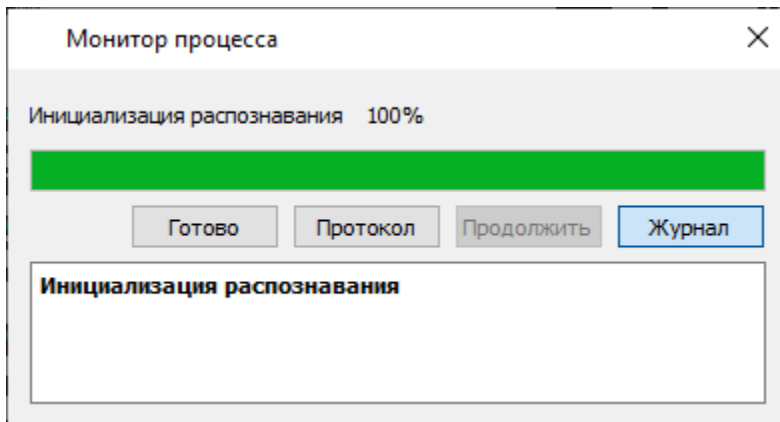 Монитор процесса
Инициализация распознавания 100%
Готово Протокол Продолжить Журнал
Инициализация распознавания